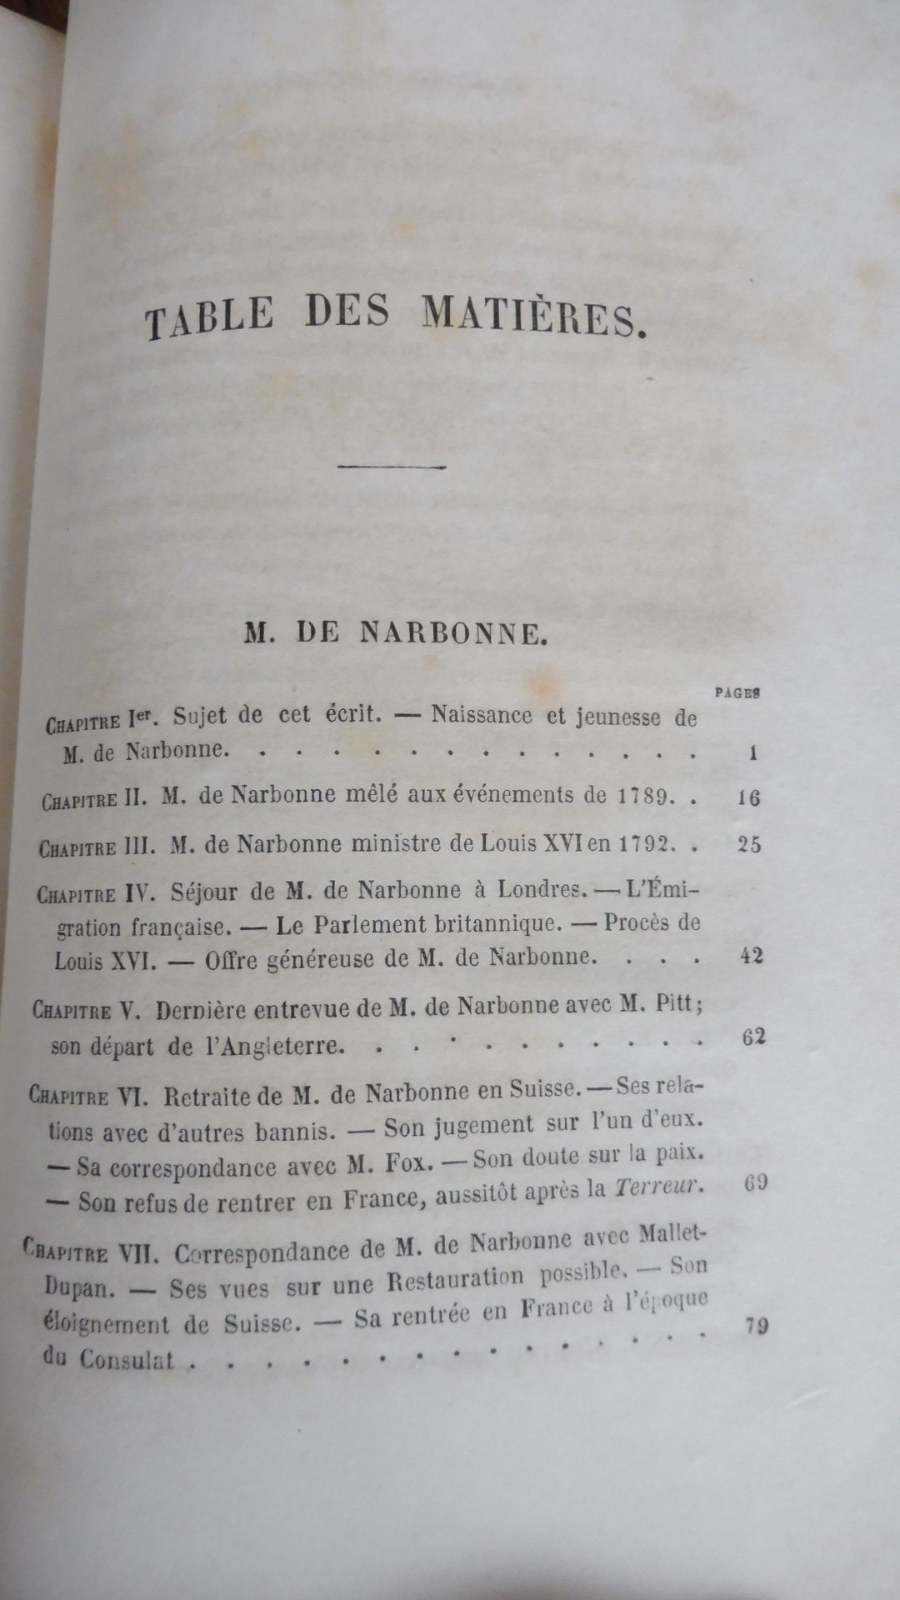 TABLE DES MATIÈRES.
M. DE NARBONNE.
PAGES
CHAPITRE Ier. Sujet de cet écrit. — Naissance et jeunesse de
M. de Narbonne. . . . . . . . . . . . . . 1
CHAPITRE II. M. de Narbonne mêlé aux événements de 1789. . 16
CHAPITRE III. M. de Narbonne ministre de Louis XVI en 1792. . 25
CHAPITRE IV. Séjour de M. de Narbonne à Londres. — L'Émi-
gration française. — Le Parlement britannique. — Procès de
Louis XVI. — Offre généreuse de M. de Narbonne. . . . 42
CHAPITRE V. Dernière entrevue de M. de Narbonne avec M. Pitt;
son départ de l'Angleterre. . . . . . . . . . . 62
CHAPITRE VI. Retraite de M. de Narbonne en Suisse. — Ses rela-
tions avec d'autres bannis. — Son jugement sur l'un d'eux.
— Sa correspondance avec M. Fox. — Son doute sur la paix.
— Son refus de rentrer en France, aussitôt après la Terreur. 69
CHAPITRE VII. Correspondance de M. de Narbonne avec Mallet-
Dupan. — Ses vues sur une Restauration possible. — Son
éloignement de Suisse. — Sa rentrée en France à l'époque
du Consulat . . . . . . . . . . . . . . 79